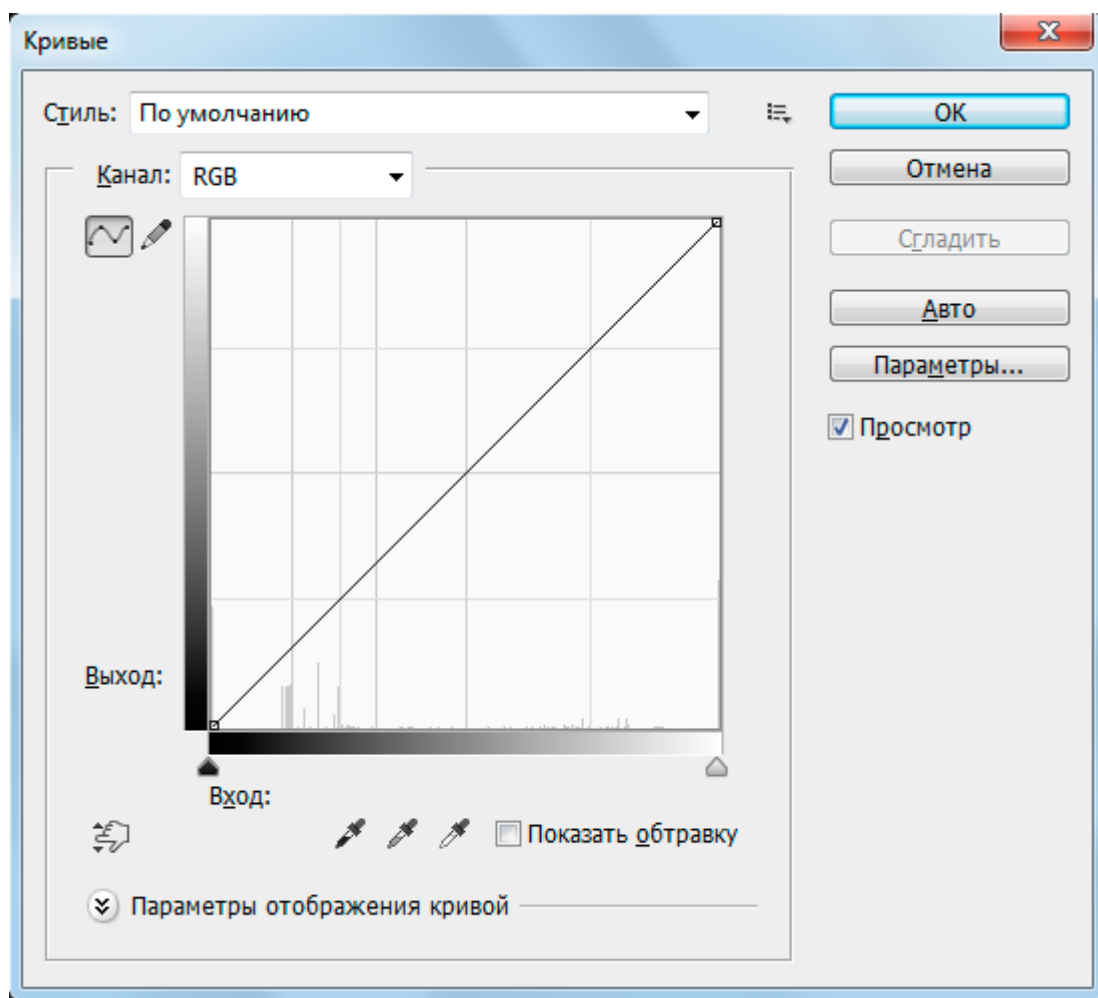 Кривые
Стиль: По умолчанию
OK
Канал: RGB
Отмена
Сгладить
Авто
Параметры...
Просмотр
Выход:
Вход:
Показать обтравку
Параметры отображения кривой